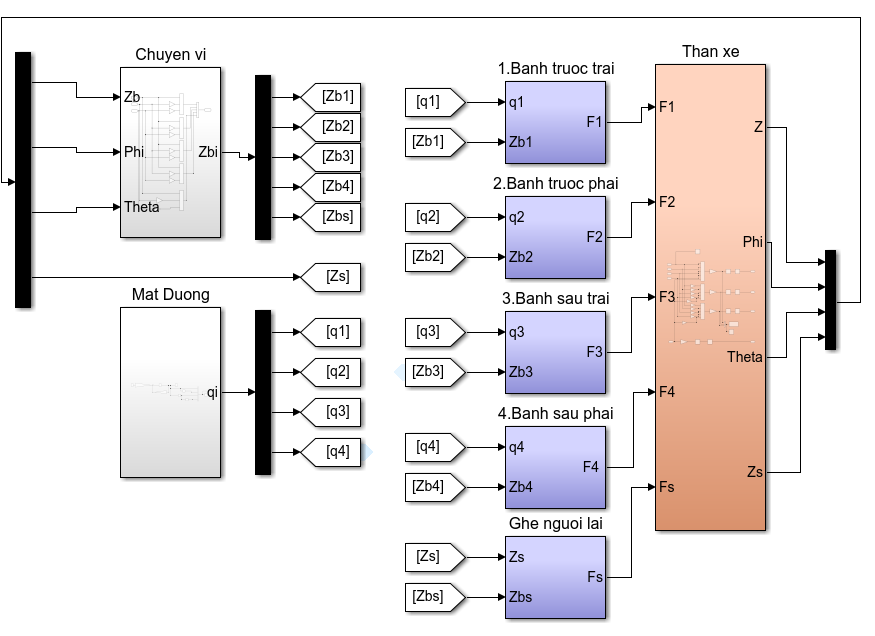 Chuyen vi
Zb
Phi
Theta
Zbi
[Zb1]
[Zb2]
[Zb3]
[Zb4]
[Zbs]
[Zs]
Mat Duong
qi
[q1]
[q2]
[q3]
[q4]
1.Banh truoc trai
[q1]
[Zb1]
q1
Zb1
F1
2.Banh truoc phai
[q2]
[Zb2]
q2
Zb2
F2
3.Banh sau trai
[q3]
[Zb3]
q3
Zb3
F3
4.Banh sau phai
[q4]
[Zb4]
q4
Zb4
F4
Ghe nguoi lai
[Zs]
[Zbs]
Zs
Zbs
Fs
Than xe
F1
F2
F3
F4
Fs
Z
Phi
Theta
Zs